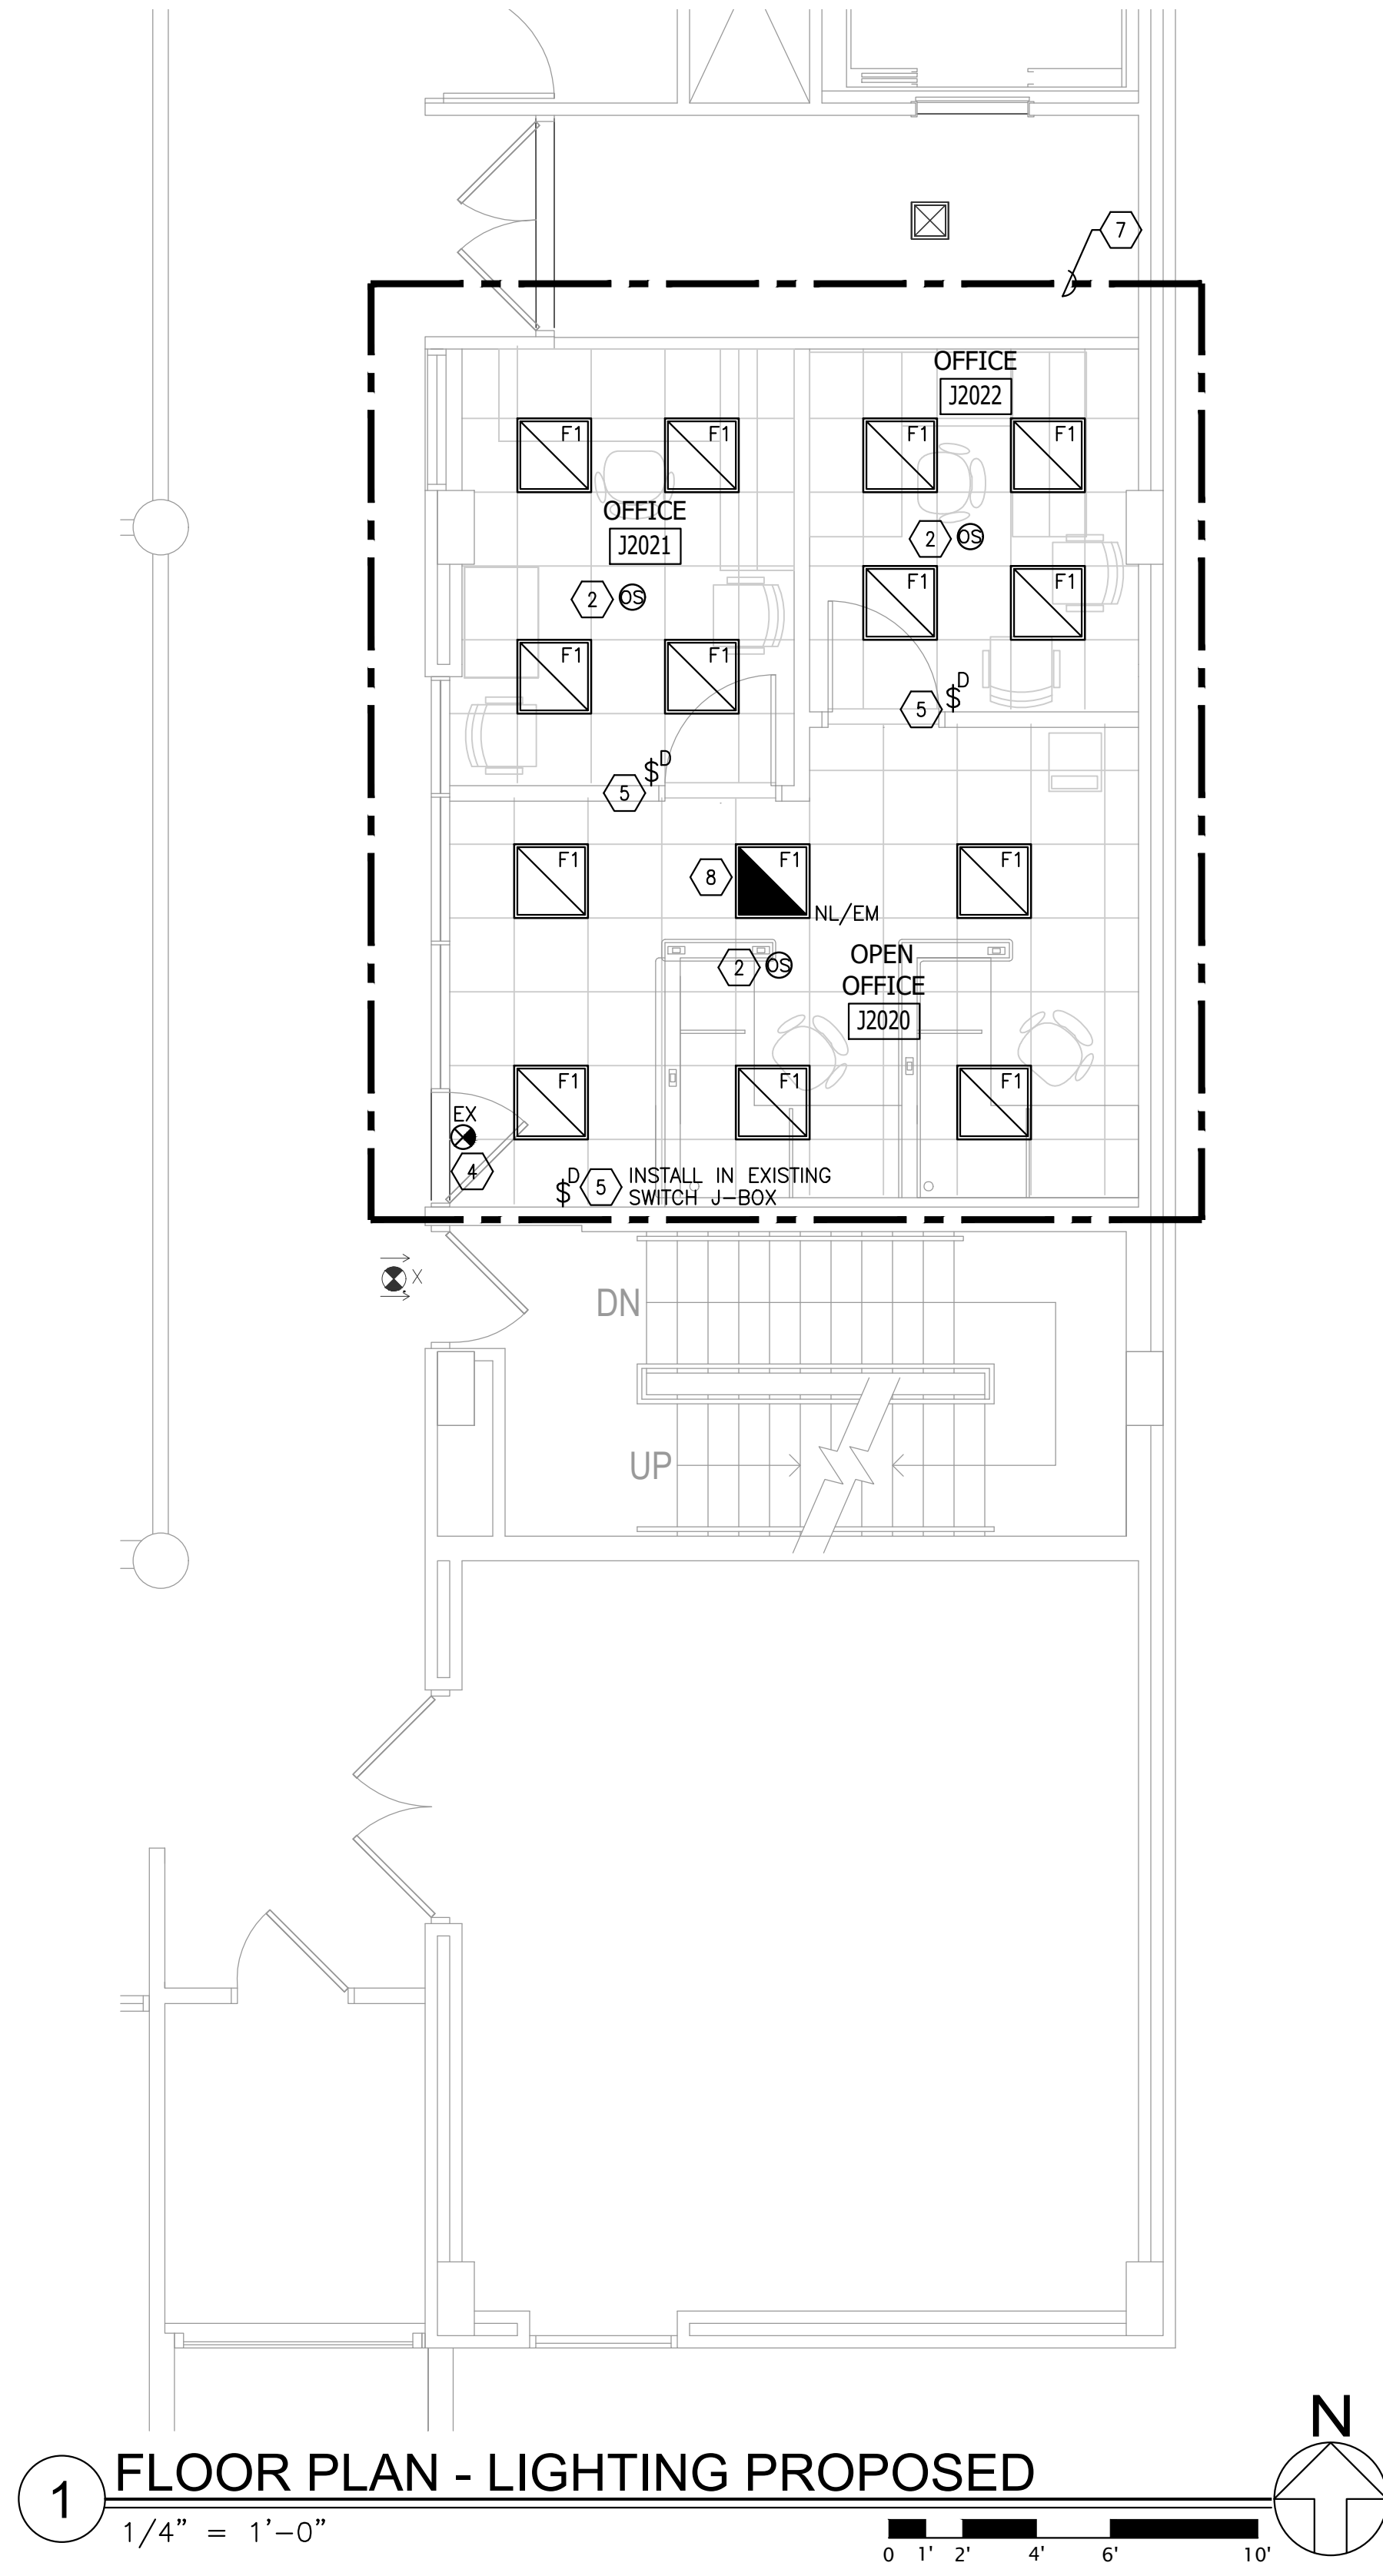 7
OFFICE
J2022
F1 F1 F1 F1
OFFICE
J2021
2 OS
2 OS
F1 F1
F1 F1
5 $D
5 $D
F1 8 F1 F1
NL/EM
2 OS
OPEN
OFFICE
J2020
F1 F1 F1
EX
4
$D 5 INSTALL IN EXISTING
SWITCH J-BOX
X
DN
UP
N
1 FLOOR PLAN - LIGHTING PROPOSED
1/4" = 1'-0"
0 1' 2' 4' 6' 10'